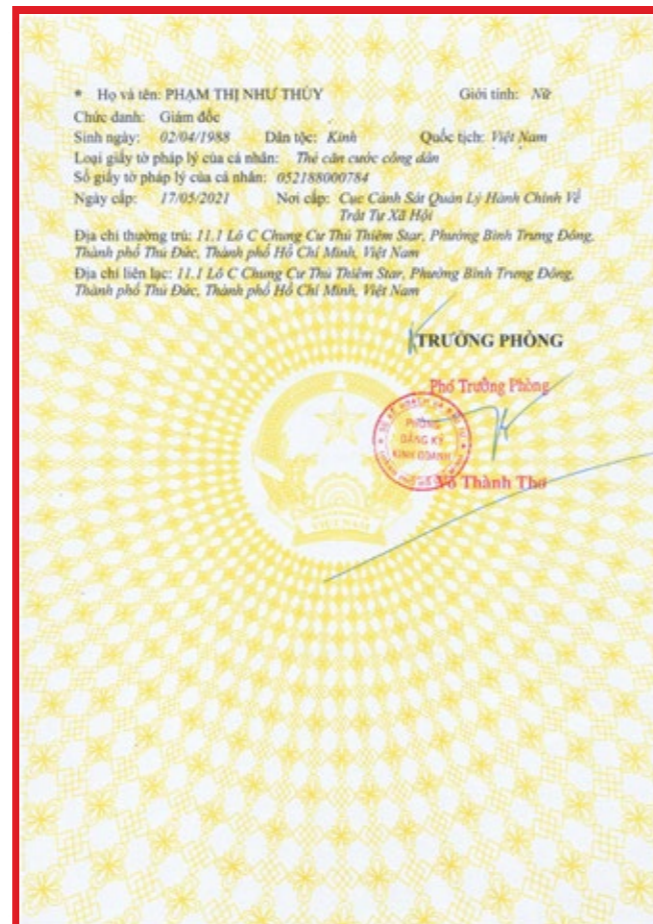 * Họ và tên: PHẠM THỊ NHƯ THÙY Giới tính: Nữ
Chức danh: Giám đốc
Sinh ngày: 02/04/1988 Dân tộc: Kinh Quốc tịch: Việt Nam
Loại giấy tờ pháp lý của cá nhân: Thẻ căn cước công dân
Số giấy tờ pháp lý của cá nhân: 052188000784
Ngày cấp: 17/05/2021 Nơi cấp: Cục Cảnh Sát Quản Lý Hành Chính Về
Trật Tự Xã Hội
Địa chỉ thường trú: 11.1 Lô C Chung Cư Thủ Thiêm Star, Phường Bình Trưng Đông,
Thành phố Thủ Đức, Thành phố Hồ Chí Minh, Việt Nam
Địa chỉ liên lạc: 11.1 Lô C Chung Cư Thủ Thiêm Star, Phường Bình Trưng Đông,
Thành phố Thủ Đức, Thành phố Hồ Chí Minh, Việt Nam
TRƯỞNG PHÒNG
Phó Trưởng Phòng
PHÒNG
ĐĂNG KÝ
KINH DOANH
Võ Thành Thơ
VIỆT NAM